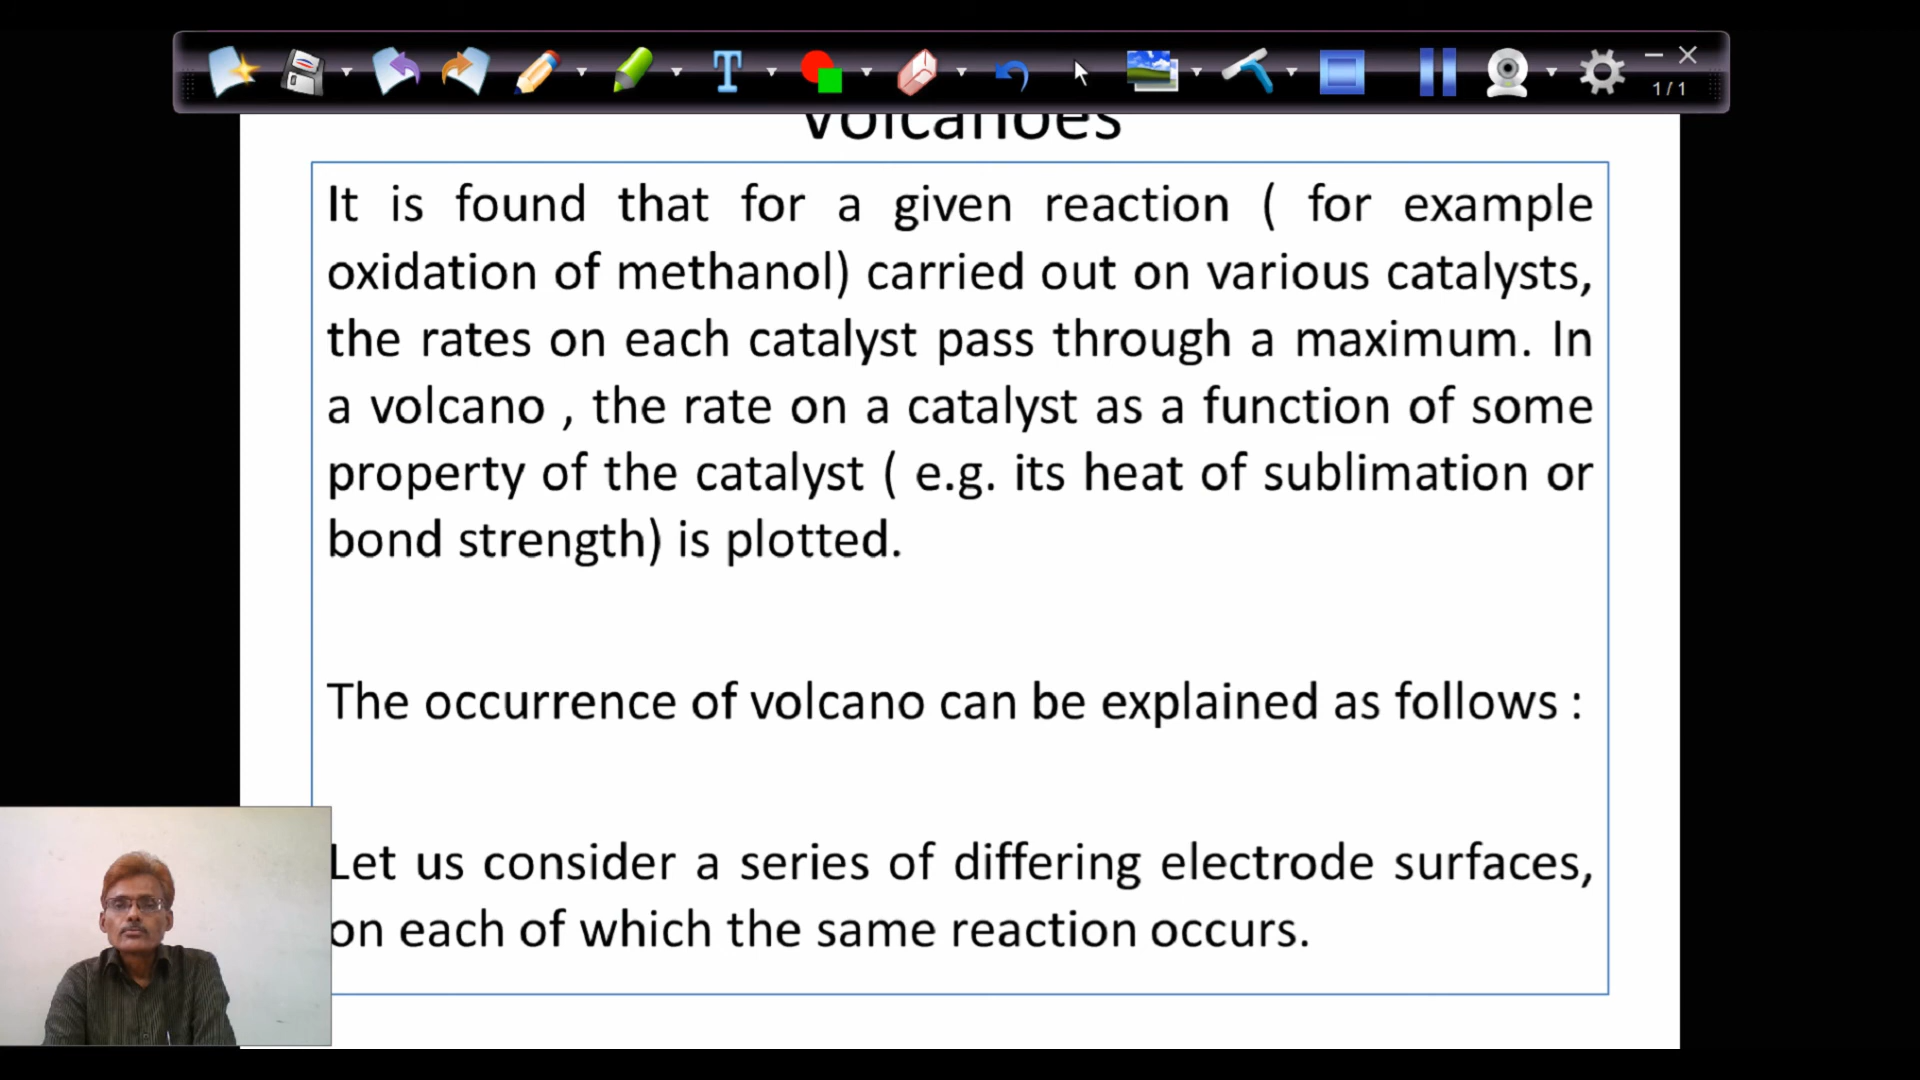 1/1
Volcanoes
It is found that for a given reaction ( for example
oxidation of methanol) carried out on various catalysts,
the rates on each catalyst pass through a maximum. In
a volcano , the rate on a catalyst as a function of some
property of the catalyst ( e.g. its heat of sublimation or
bond strength) is plotted.
The occurrence of volcano can be explained as follows :
Let us consider a series of differing electrode surfaces,
on each of which the same reaction occurs.